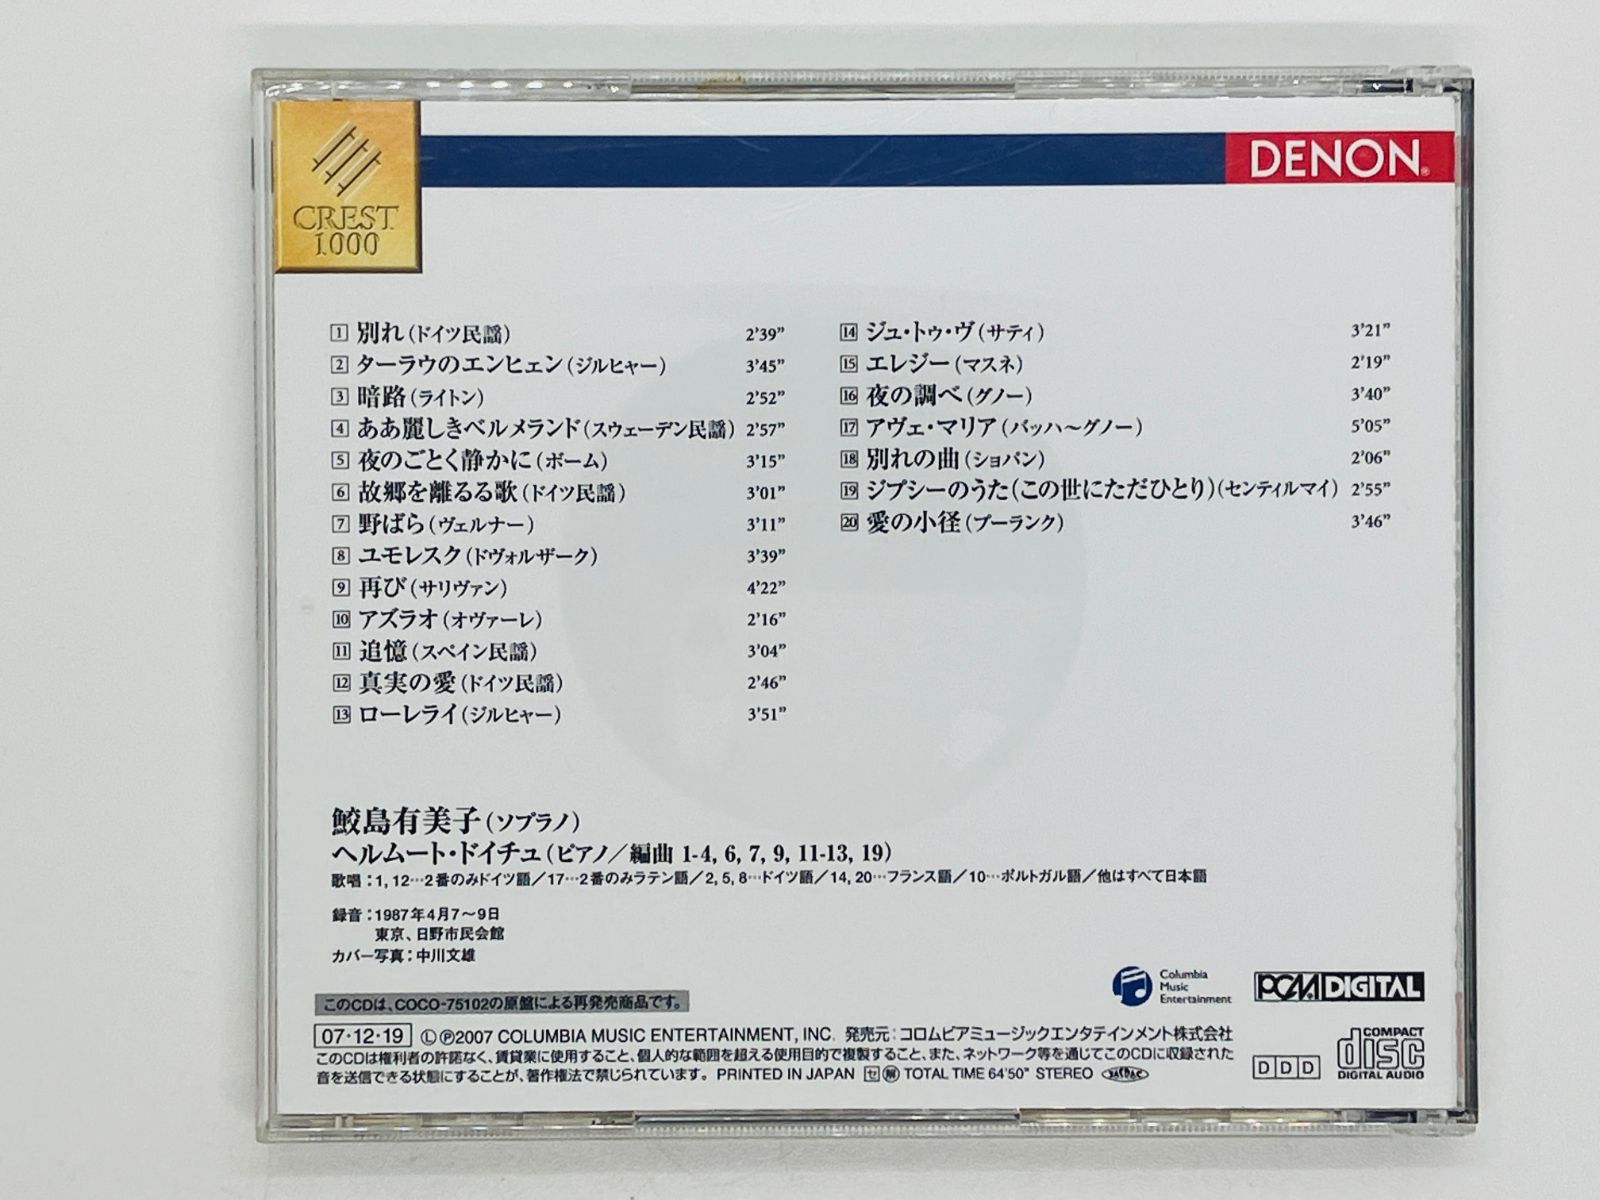 CREST
1000
DENON®
1 別れ(ドイツ民謡) 2'39"
2 ターラウのエンヒェン(ジルヒャー) 3'45"
3 暗路(ライトン) 2'52"
4 ああ麗しきベルメランド(スウェーデン民謡) 2'57"
5 夜のごとく静かに(ボーム) 3'15"
6 故郷を離るる歌(ドイツ民謡) 3'01"
7 野ばら(ヴェルナー) 3'11"
8 ユモレスク(ドヴォルザーク) 3'39"
9 再び(サリヴァン) 4'22"
10 アズラオ(オヴァーレ) 2'16"
11 追憶(スペイン民謡) 3'04"
12 真実の愛(ドイツ民謡) 2'46"
13 ローレライ(ジルヒャー) 3'51"
14 ジュ・トゥ・ヴ(サティ) 3'21"
15 エレジー(マスネ) 2'19"
16 夜の調べ(グノー) 3'40"
17 アヴェ・マリア(バッハ〜グノー) 5'05"
18 別れの曲(ショパン) 2'06"
19 ジプシーのうた(この世にただひとり)(センティルマイ) 2'55"
20 愛の小径(プーランク) 3'46"
鮫島有美子(ソプラノ)
ヘルムート・ドイチュ(ピアノ／編曲 1-4, 6, 7, 9, 11-13, 19)
歌唱：1, 12…2番のみドイツ語／17…2番のみラテン語／2, 5, 8…ドイツ語／14, 20…フランス語／10…ポルトガル語／他はすべて日本語
録音：1987年4月7〜9日
東京、日野市民会館
カバー写真：中川文雄
Columbia
Music
Entertainment
PCM DIGITAL
このCDは、COCO-75102の原盤による再発売商品です。
07・12・19 Ⓛ Ⓟ2007 COLUMBIA MUSIC ENTERTAINMENT, INC. 発売元：コロムビアミュージックエンタテインメント株式会社
このCDは権利者の許諾なく、賃貸業に使用すること、個人的な範囲を超える使用目的で複製すること、また、ネットワーク等を通じてこのCDに収録された
音を送信できる状態にすることが、著作権法で禁じられています。 PRINTED IN JAPAN セ 解 TOTAL TIME 64'50" STEREO JASRAC
DDD
COMPACT
disc
DIGITAL AUDIO